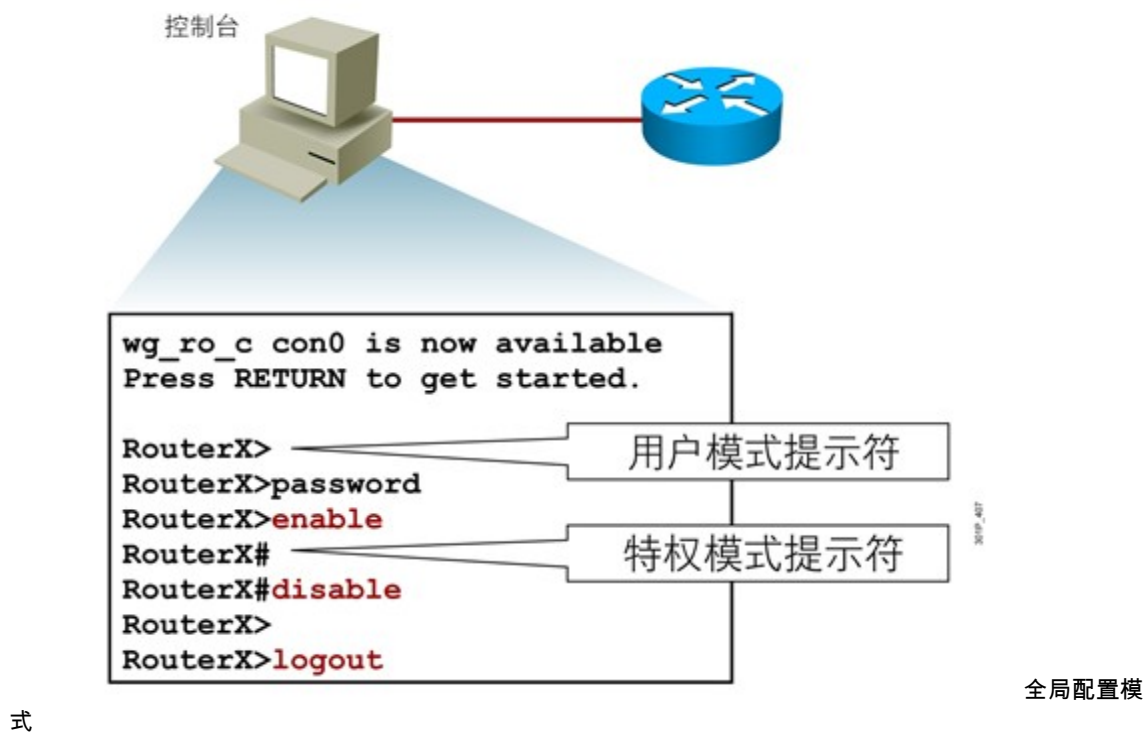 控制台
wg_ro_c con0 is now available
Press RETURN to get started.
RouterX>
用户模式提示符
RouterX>password
RouterX>enable
RouterX#
特权模式提示符
RouterX#disable
RouterX>
RouterX>logout
301P_407
全局配置模
式